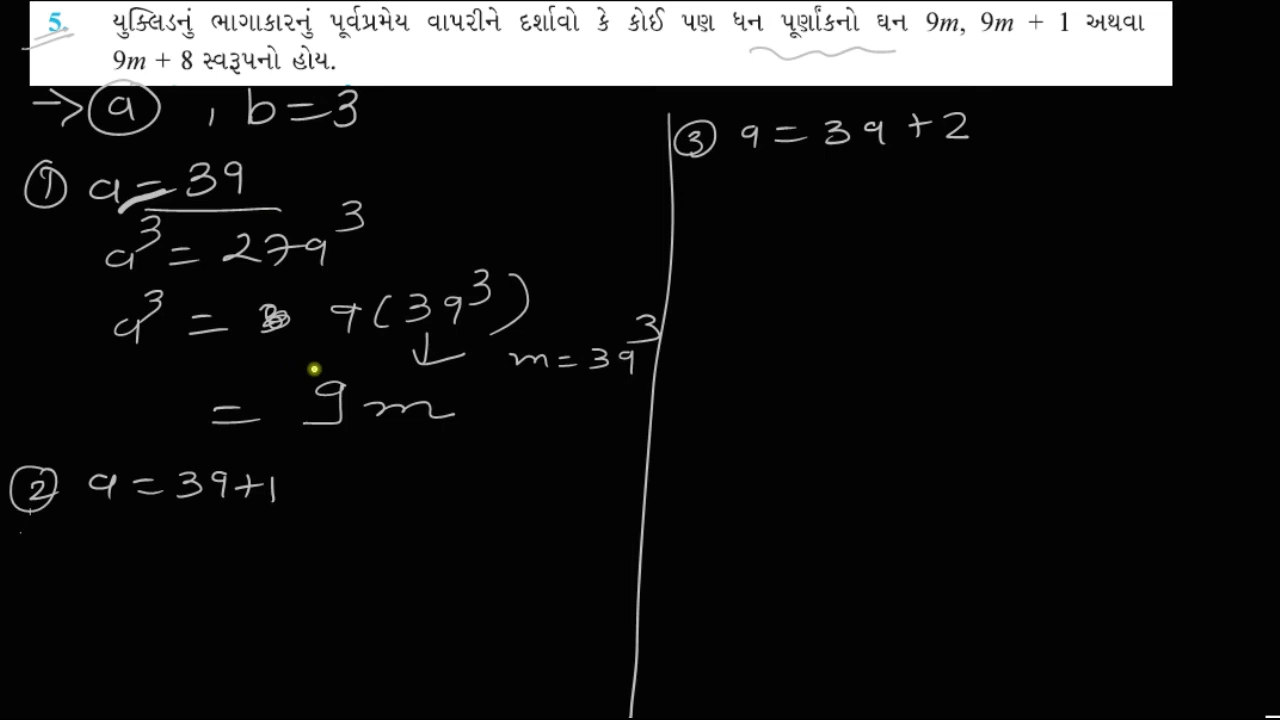 5. યુક્લિડનું ભાગાકારનું પૂર્વપ્રમેય વાપરીને દર્શાવો કે કોઈ પણ ધન પૂર્ણાંકનો ઘન 9m, 9m + 1 અથવા
9m + 8 સ્વરૂપનો હોય.
→ a , b = 3
① a = 3q
a³ = 27q³
a³ = 9(3q³)
m = 3q³
= 9m
② a = 3q+1
③ a = 3q + 2